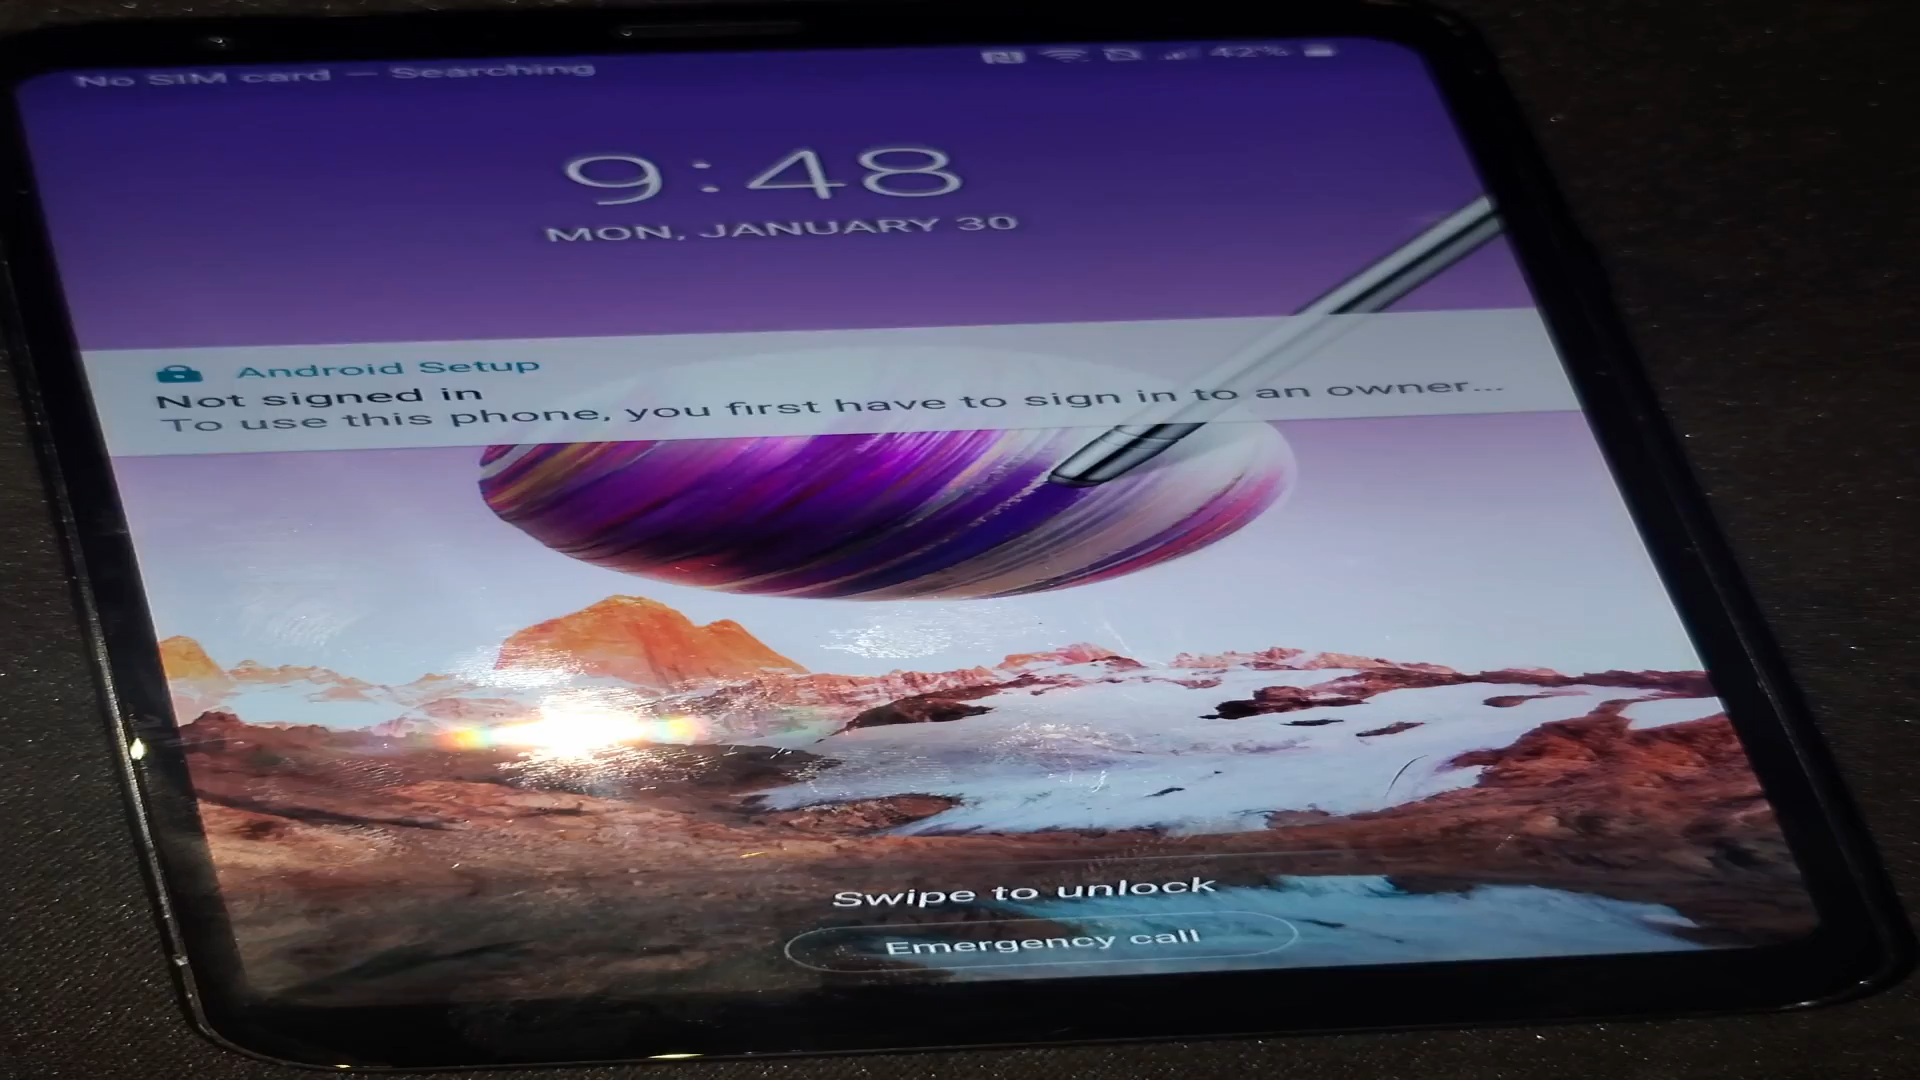 No SIM card — Searching
42%
9:48
MON, JANUARY 30
Android Setup
Not signed in
To use this phone, you first have to sign in to an owner...
Swipe to unlock
Emergency call